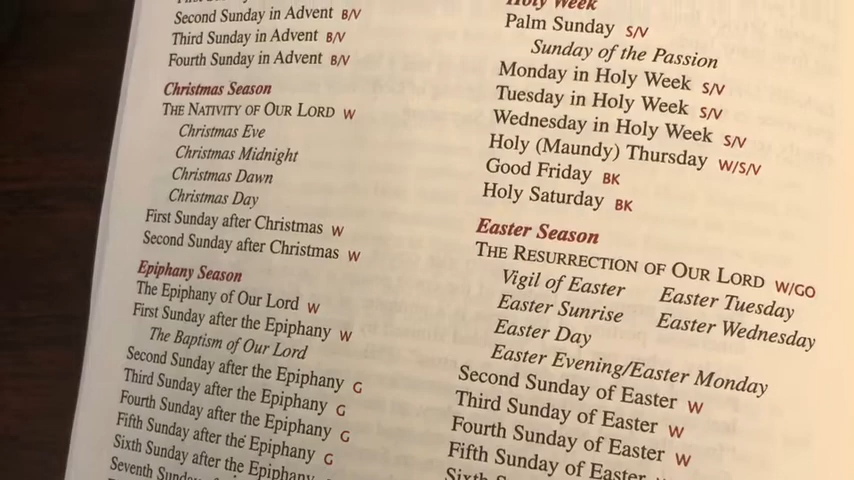 Second Sunday in Advent B/V
Third Sunday in Advent B/V
Fourth Sunday in Advent B/V
Christmas Season
THE NATIVITY OF OUR LORD W
Christmas Eve
Christmas Midnight
Christmas Dawn
Christmas Day
First Sunday after Christmas W
Second Sunday after Christmas W
Epiphany Season
The Epiphany of Our Lord W
First Sunday after the Epiphany W
The Baptism of Our Lord
Second Sunday after the Epiphany G
Third Sunday after the Epiphany G
Fourth Sunday after the Epiphany G
Fifth Sunday after the Epiphany G
Sixth Sunday after the Epiphany
Seventh Sunday
Holy Week
Palm Sunday S/V
Sunday of the Passion
Monday in Holy Week S/V
Tuesday in Holy Week S/V
Wednesday in Holy Week S/V
Holy (Maundy) Thursday W/S/V
Good Friday BK
Holy Saturday BK
Easter Season
THE RESURRECTION OF OUR LORD W/GO
Vigil of Easter Easter Tuesday
Easter Sunrise Easter Wednesday
Easter Day
Easter Evening/Easter Monday
Second Sunday of Easter W
Third Sunday of Easter W
Fourth Sunday of Easter W
Fifth Sunday of Easter
Sixth